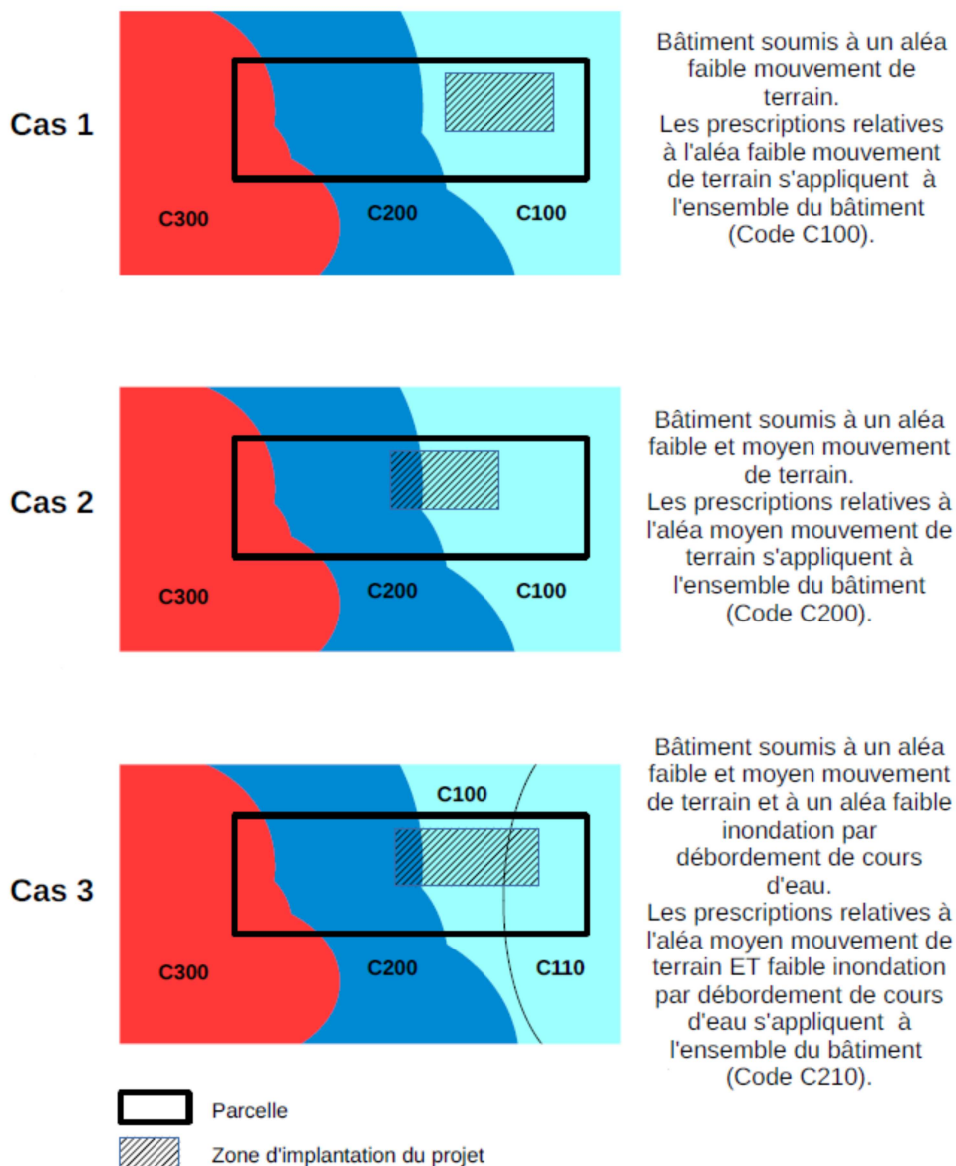 Cas 1
C300
C200
C100
Bâtiment soumis à un aléa
faible mouvement de
terrain.
Les prescriptions relatives
à l'aléa faible mouvement
de terrain s'appliquent à
l'ensemble du bâtiment
(Code C100).
Cas 2
C300
C200
C100
Bâtiment soumis à un aléa
faible et moyen mouvement
de terrain.
Les prescriptions relatives à
l'aléa moyen mouvement de
terrain s'appliquent à
l'ensemble du bâtiment
(Code C200).
Cas 3
C100
C300
C200
C110
Bâtiment soumis à un aléa
faible et moyen mouvement
de terrain et à un aléa faible
inondation par
débordement de cours
d'eau.
Les prescriptions relatives à
l'aléa moyen mouvement de
terrain ET faible inondation
par débordement de cours
d'eau s'appliquent à
l'ensemble du bâtiment
(Code C210).
Parcelle
Zone d'implantation du projet